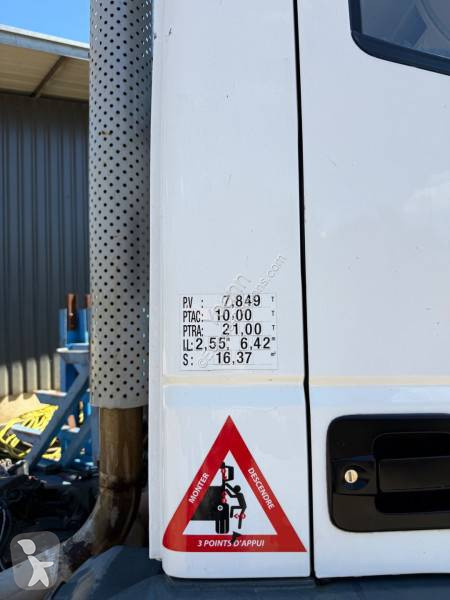 P.V : 7,849 T
PTAC: 10,00 T
PTRA: 21,00 T
LL: 2,55 m 6,42 m
S : 16,37 m²
MONTER
DESCENDRE
3 POINTS D'APPUI